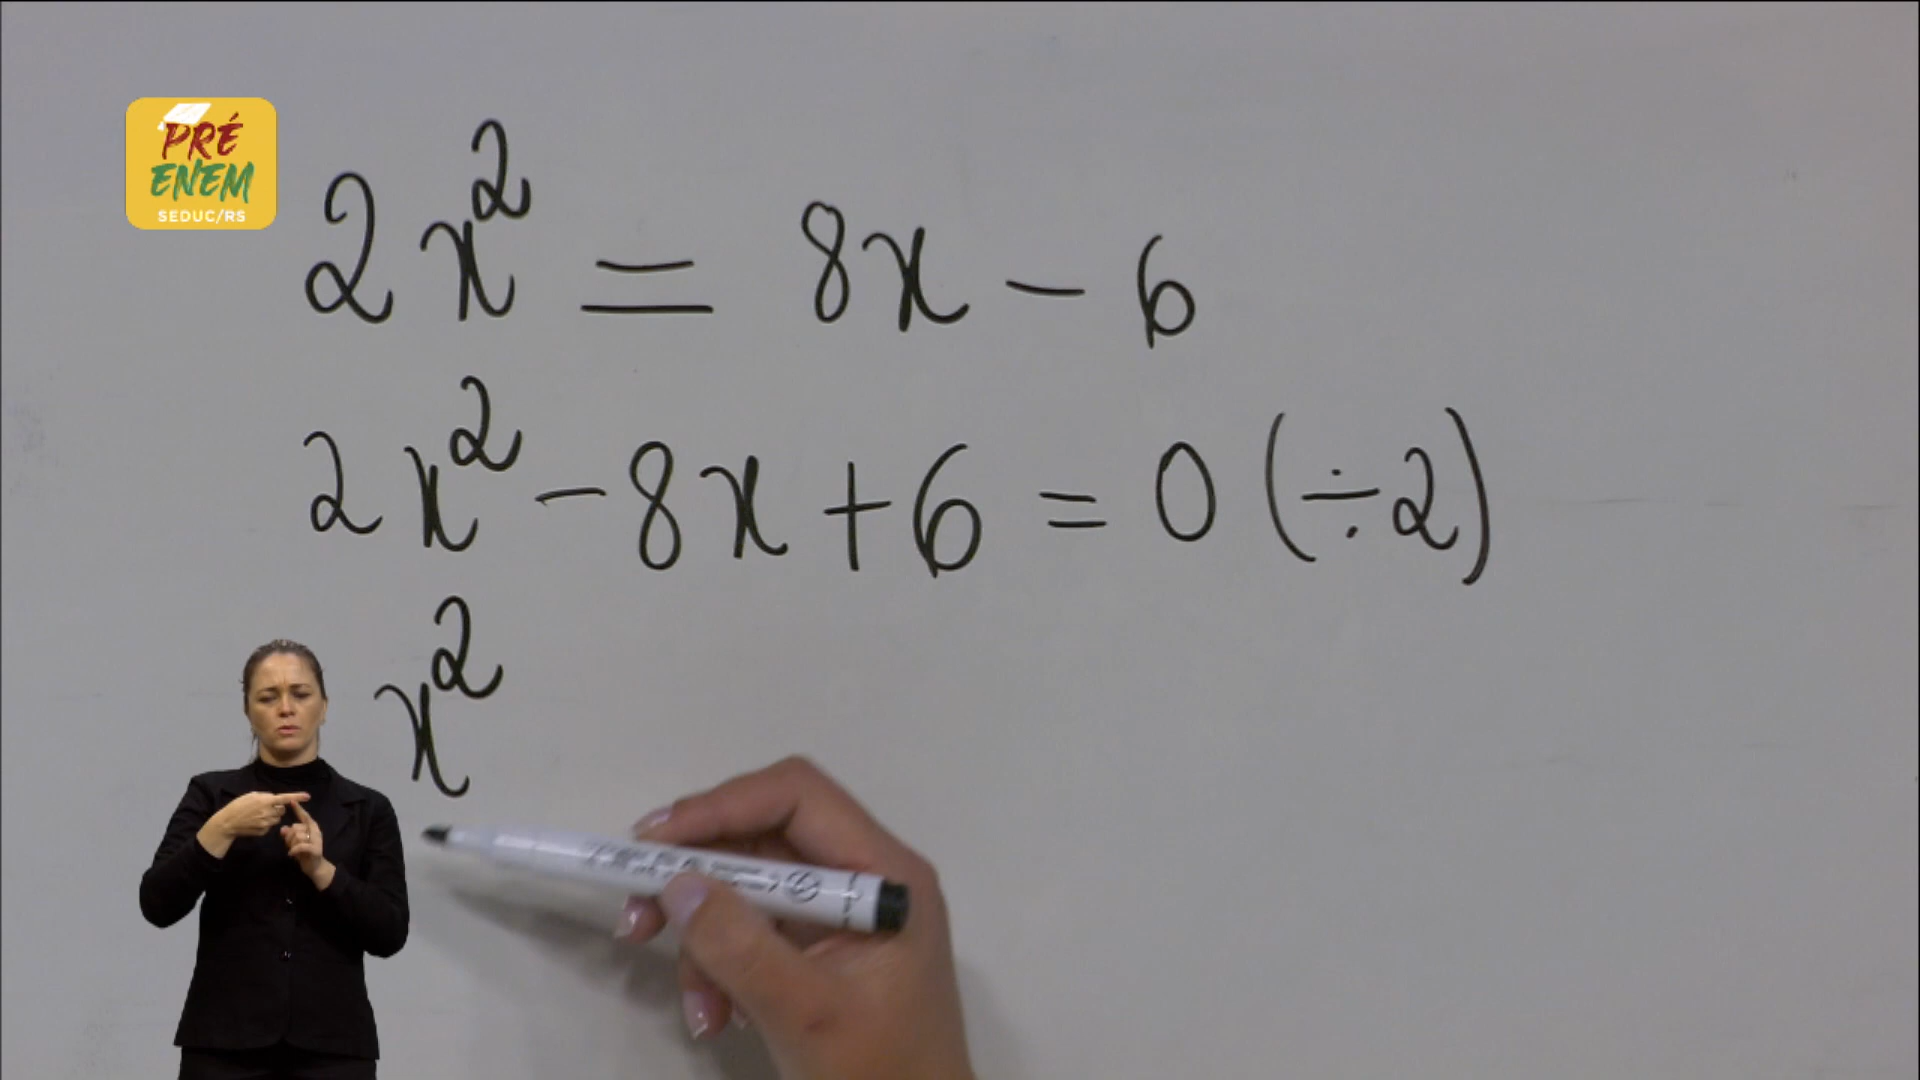 PRÉ
ENEM
SEDUC/RS
2x² = 8x - 6
2x² - 8x + 6 = 0 (÷2)
x²